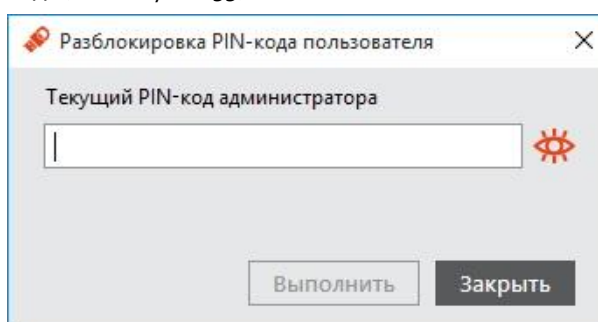 Разблокировка PIN-кода пользователя
Текущий PIN-код администратора
Выполнить
Закрыть